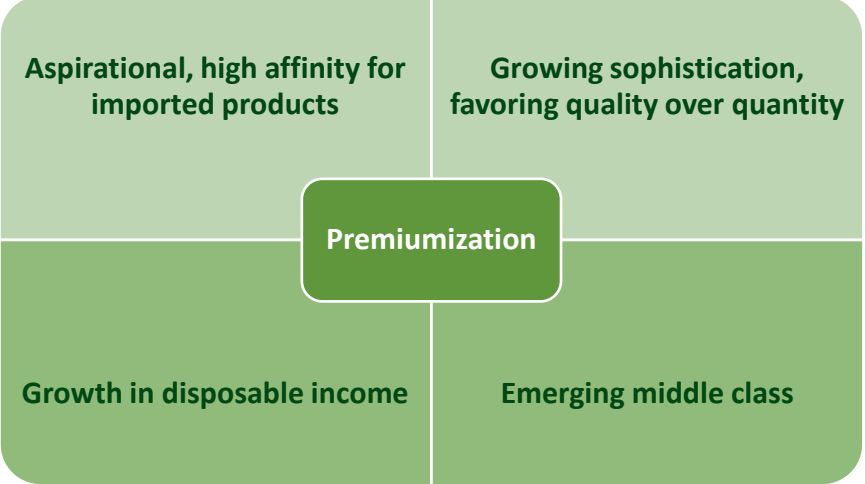 Aspirational, high affinity for
imported products
Growing sophistication,
favoring quality over quantity
Premiumization
Growth in disposable income
Emerging middle class